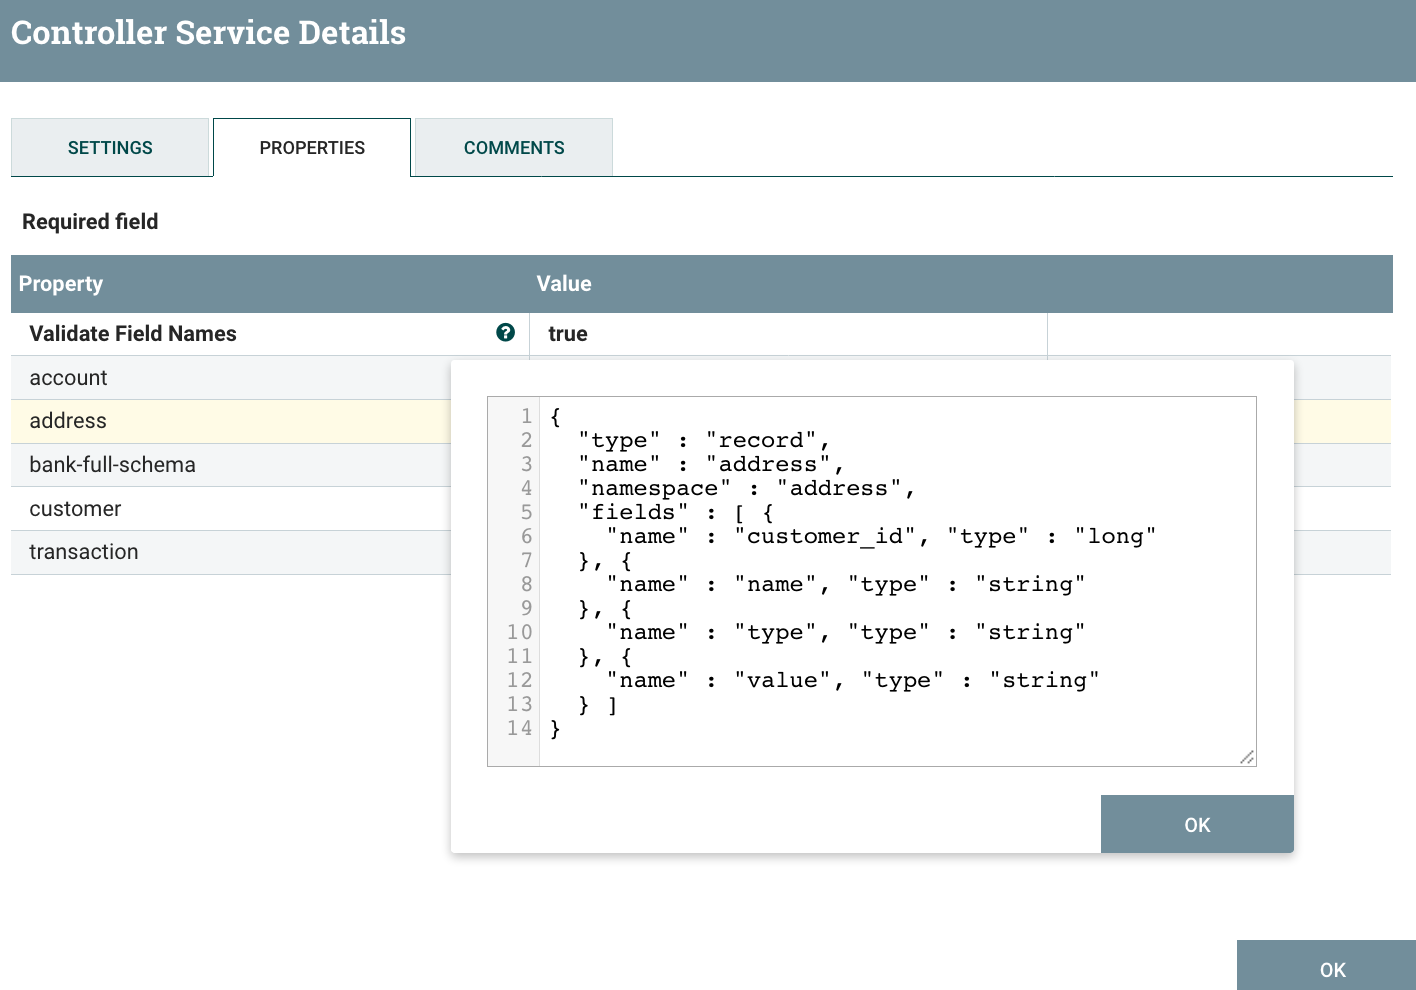 Controller Service Details
SETTINGS PROPERTIES COMMENTS
Required field
Property Value
Validate Field Names ? true
account
address
bank-full-schema
customer
transaction
1 {
2 "type" : "record",
3 "name" : "address",
4 "namespace" : "address",
5 "fields" : [ {
6 "name" : "customer_id", "type" : "long"
7 }, {
8 "name" : "name", "type" : "string"
9 }, {
10 "name" : "type", "type" : "string"
11 }, {
12 "name" : "value", "type" : "string"
13 } ]
14 }
OK
OK